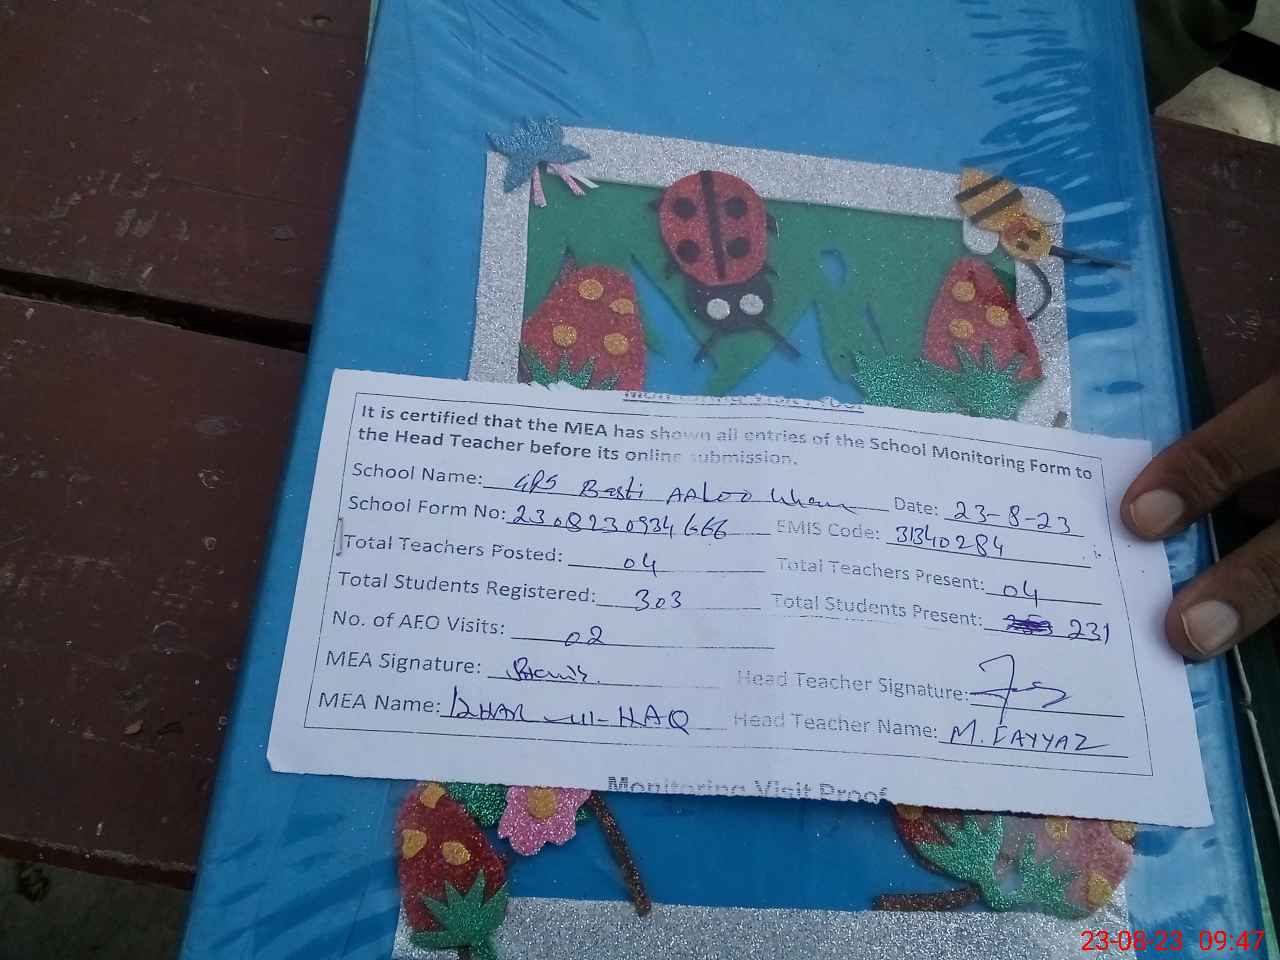 It is certified that the MEA has shown all entries of the School Monitoring Form to
the Head Teacher before its online submission.
School Name: GPS Basti AALOO Date: 23-8-23
School Form No: 2308230934666 EMIS Code: 31340284
Total Teachers Posted: 04 Total Teachers Present: 04
Total Students Registered: 303 Total Students Present: 231
No. of AEO Visits: 02
MEA Signature: Head Teacher Signature:
MEA Name: -ul-HAQ Head Teacher Name: M. FAYYAZ
Monitoring Visit Proof
23-08-23 09:47